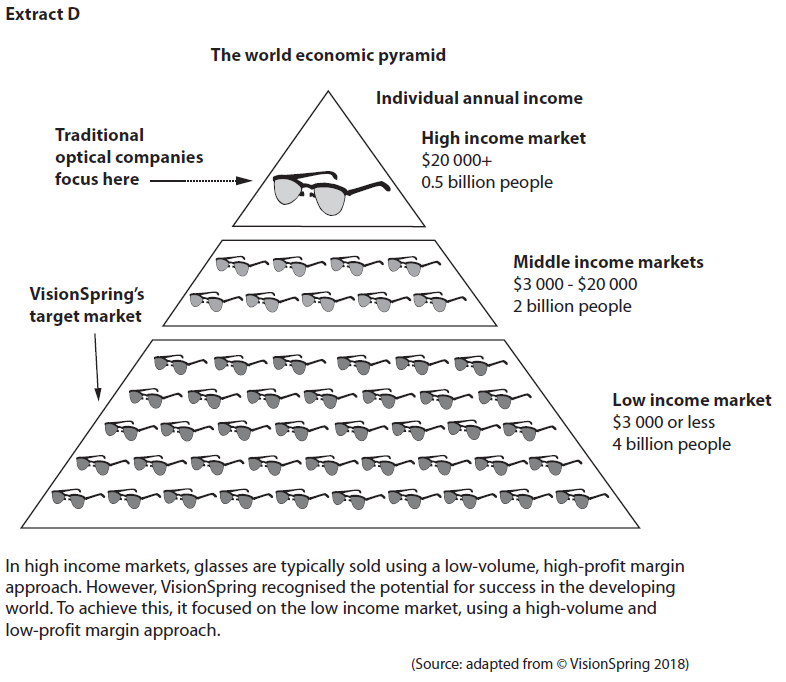 Extract D
The world economic pyramid
Individual annual income
Traditional
optical companies
focus here
High income market
$20 000+
0.5 billion people
Middle income markets
$3 000 - $20 000
2 billion people
VisionSpring's
target market
Low income market
$3 000 or less
4 billion people
In high income markets, glasses are typically sold using a low-volume, high-profit margin
approach. However, VisionSpring recognised the potential for success in the developing
world. To achieve this, it focused on the low income market, using a high-volume and
low-profit margin approach.
(Source: adapted from © VisionSpring 2018)